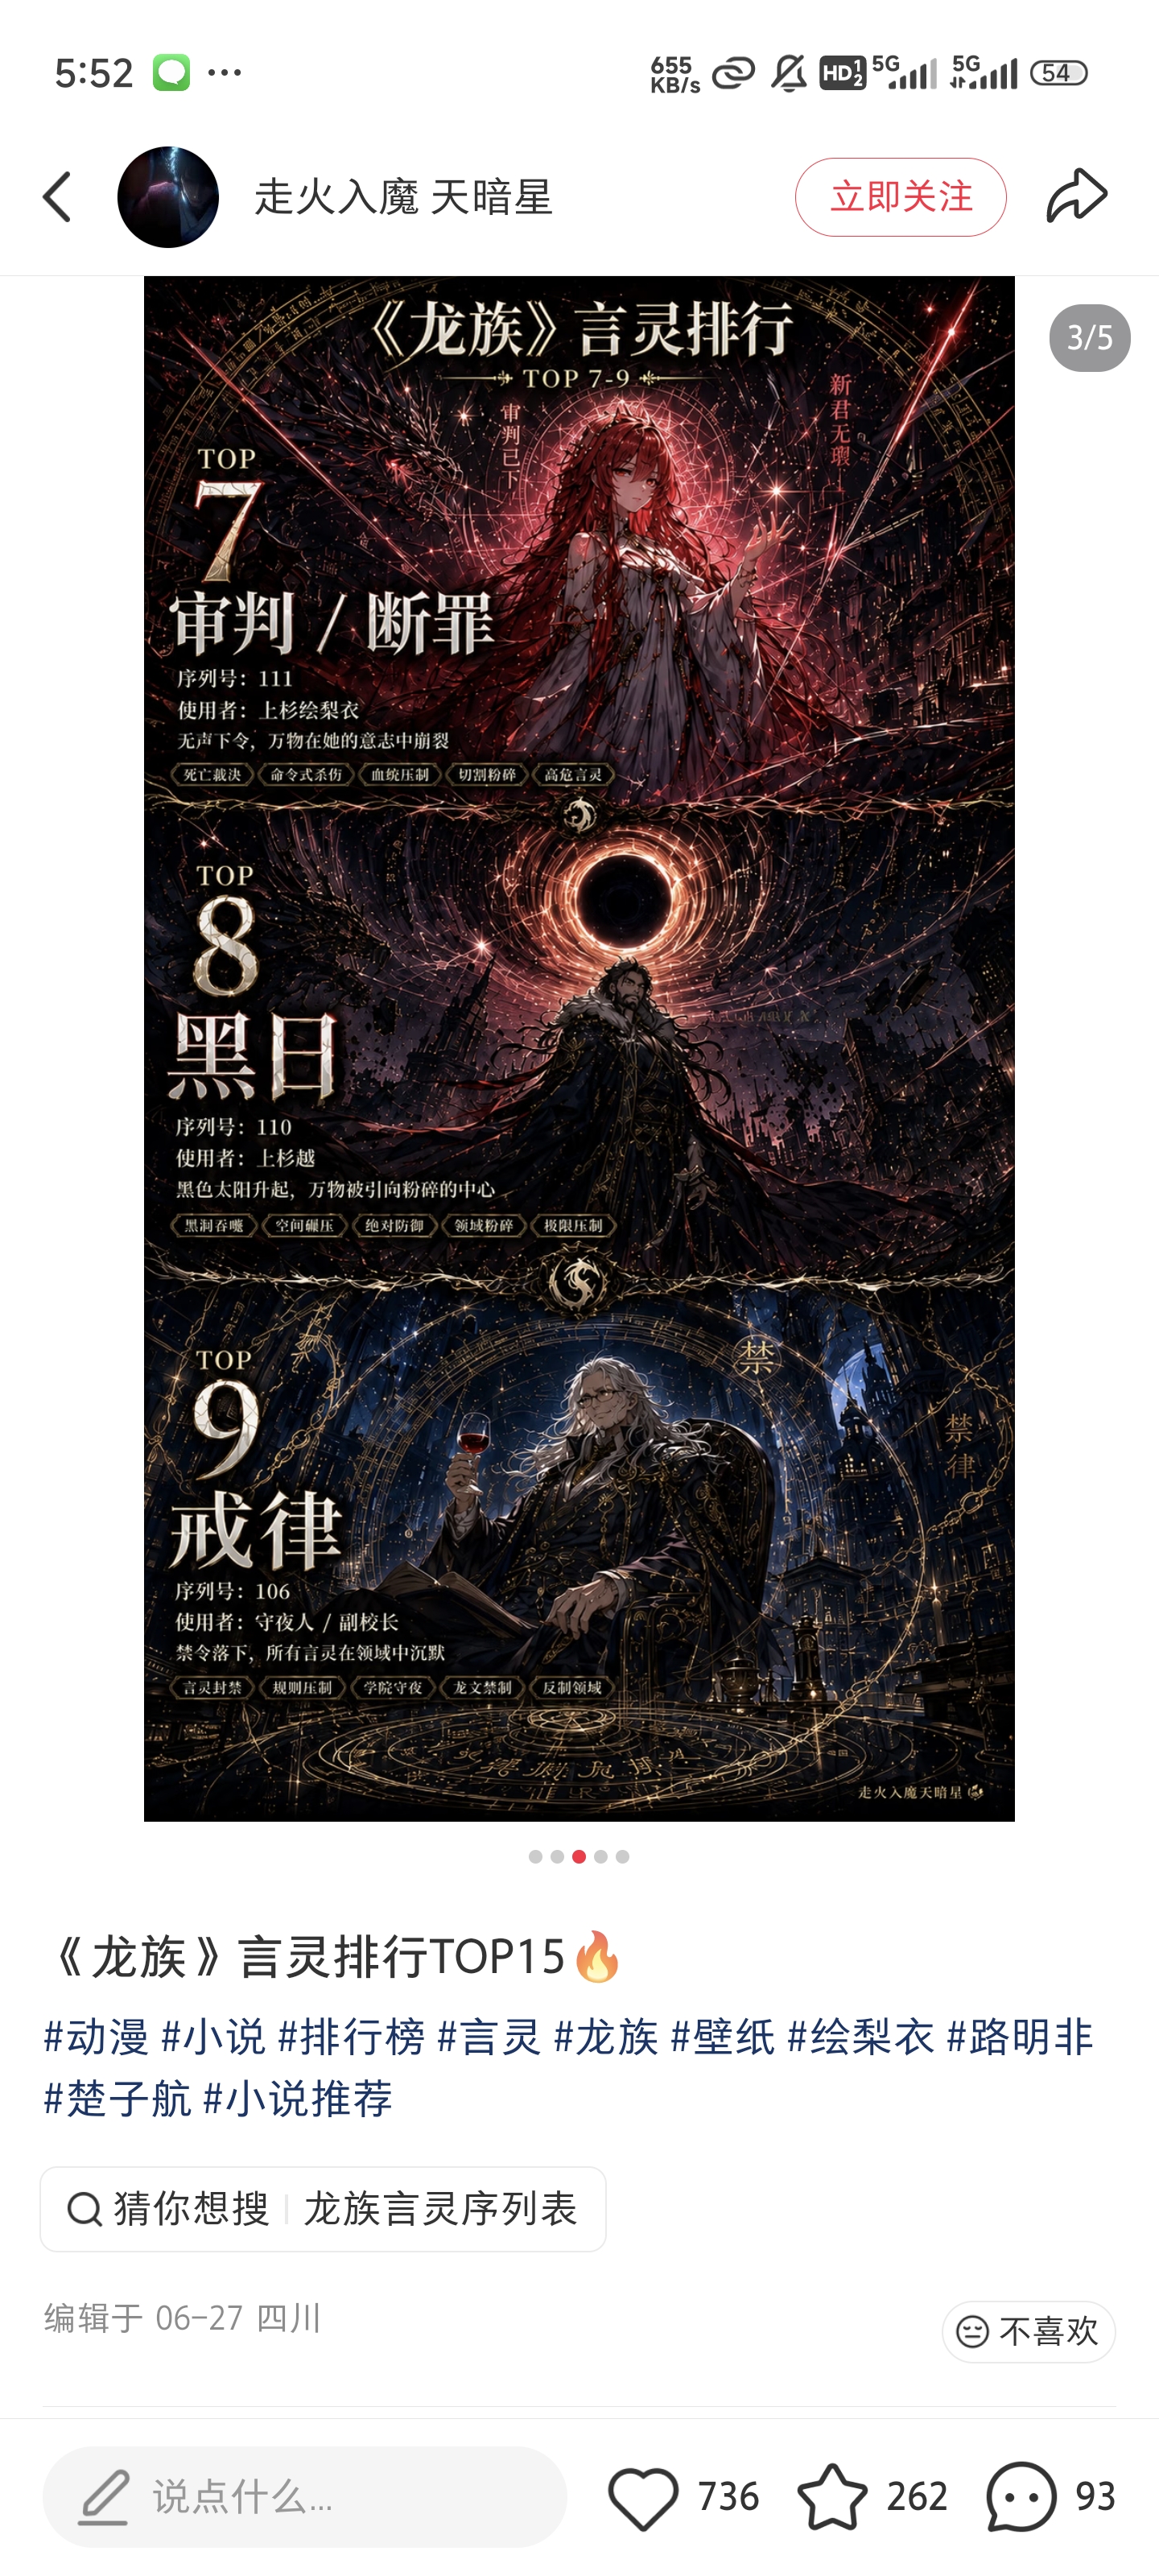 5:52 ...
655 KB/s HD 1 2 5G 5G 54
走火入魔 天暗星
立即关注
3/5
《龙族》言灵排行
TOP 7-9
审判已下
新君无瑕
TOP
7
审判 / 断罪
序列号：111
使用者：上杉绘梨衣
无声下令，万物在她的意志中崩裂
死亡裁决 命令式杀伤 血统压制 切割粉碎 高危言灵
TOP
8
黑日
序列号：110
使用者：上杉越
黑色太阳升起，万物被引向粉碎的中心
黑洞吞噬 空间碾压 绝对防御 领域粉碎 极限压制
TOP
9
禁
禁律
戒律
序列号：106
使用者：守夜人 / 副校长
禁令落下，所有言灵在领域中沉默
言灵封禁 规则压制 学院守夜 龙文禁制 反制领域
走火入魔天暗星
《龙族》言灵排行TOP15🔥
#动漫 #小说 #排行榜 #言灵 #龙族 #壁纸 #绘梨衣 #路明非
#楚子航 #小说推荐
猜你想搜 | 龙族言灵序列表
编辑于 06-27 四川
不喜欢
说点什么...
736
262
93